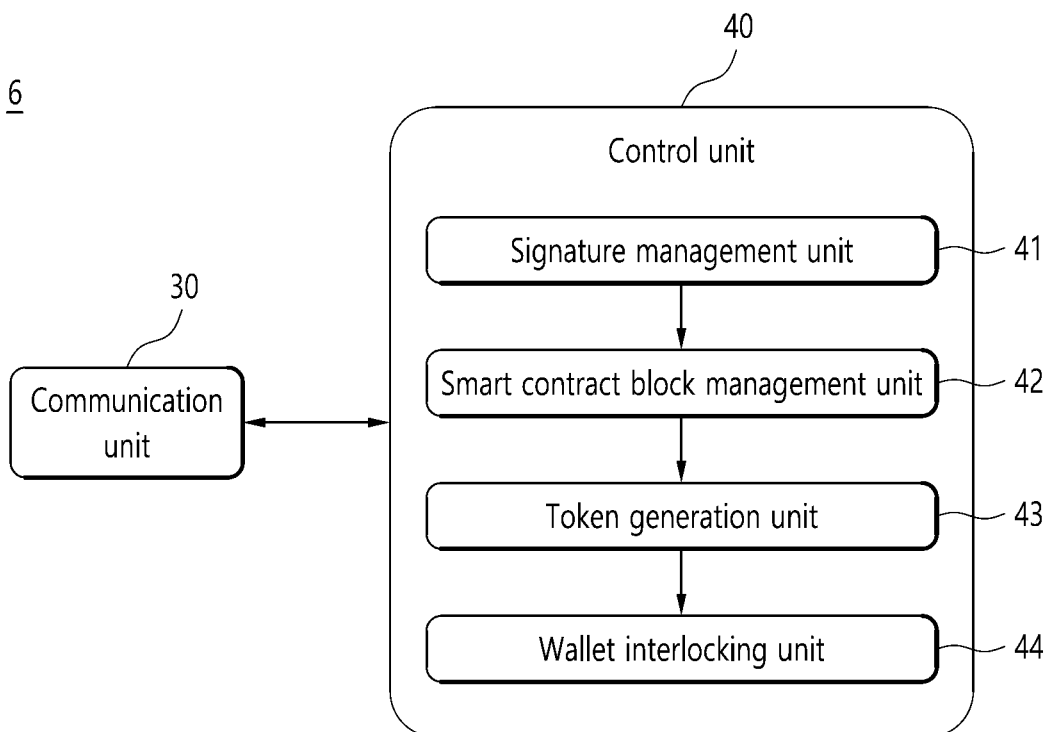 40
6
Control unit
Signature management unit
41
30
Smart contract block management unit
42
Communication
unit
Token generation unit
43
Wallet interlocking unit
44